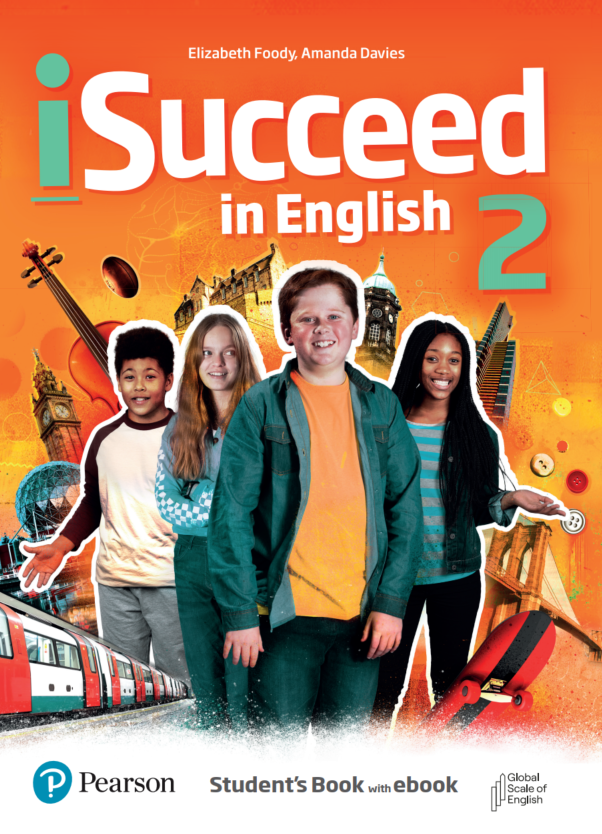 Elizabeth Foody, Amanda Davies
iSucceed
in English 2
Pearson
Student's Book with ebook
Global
Scale of
English